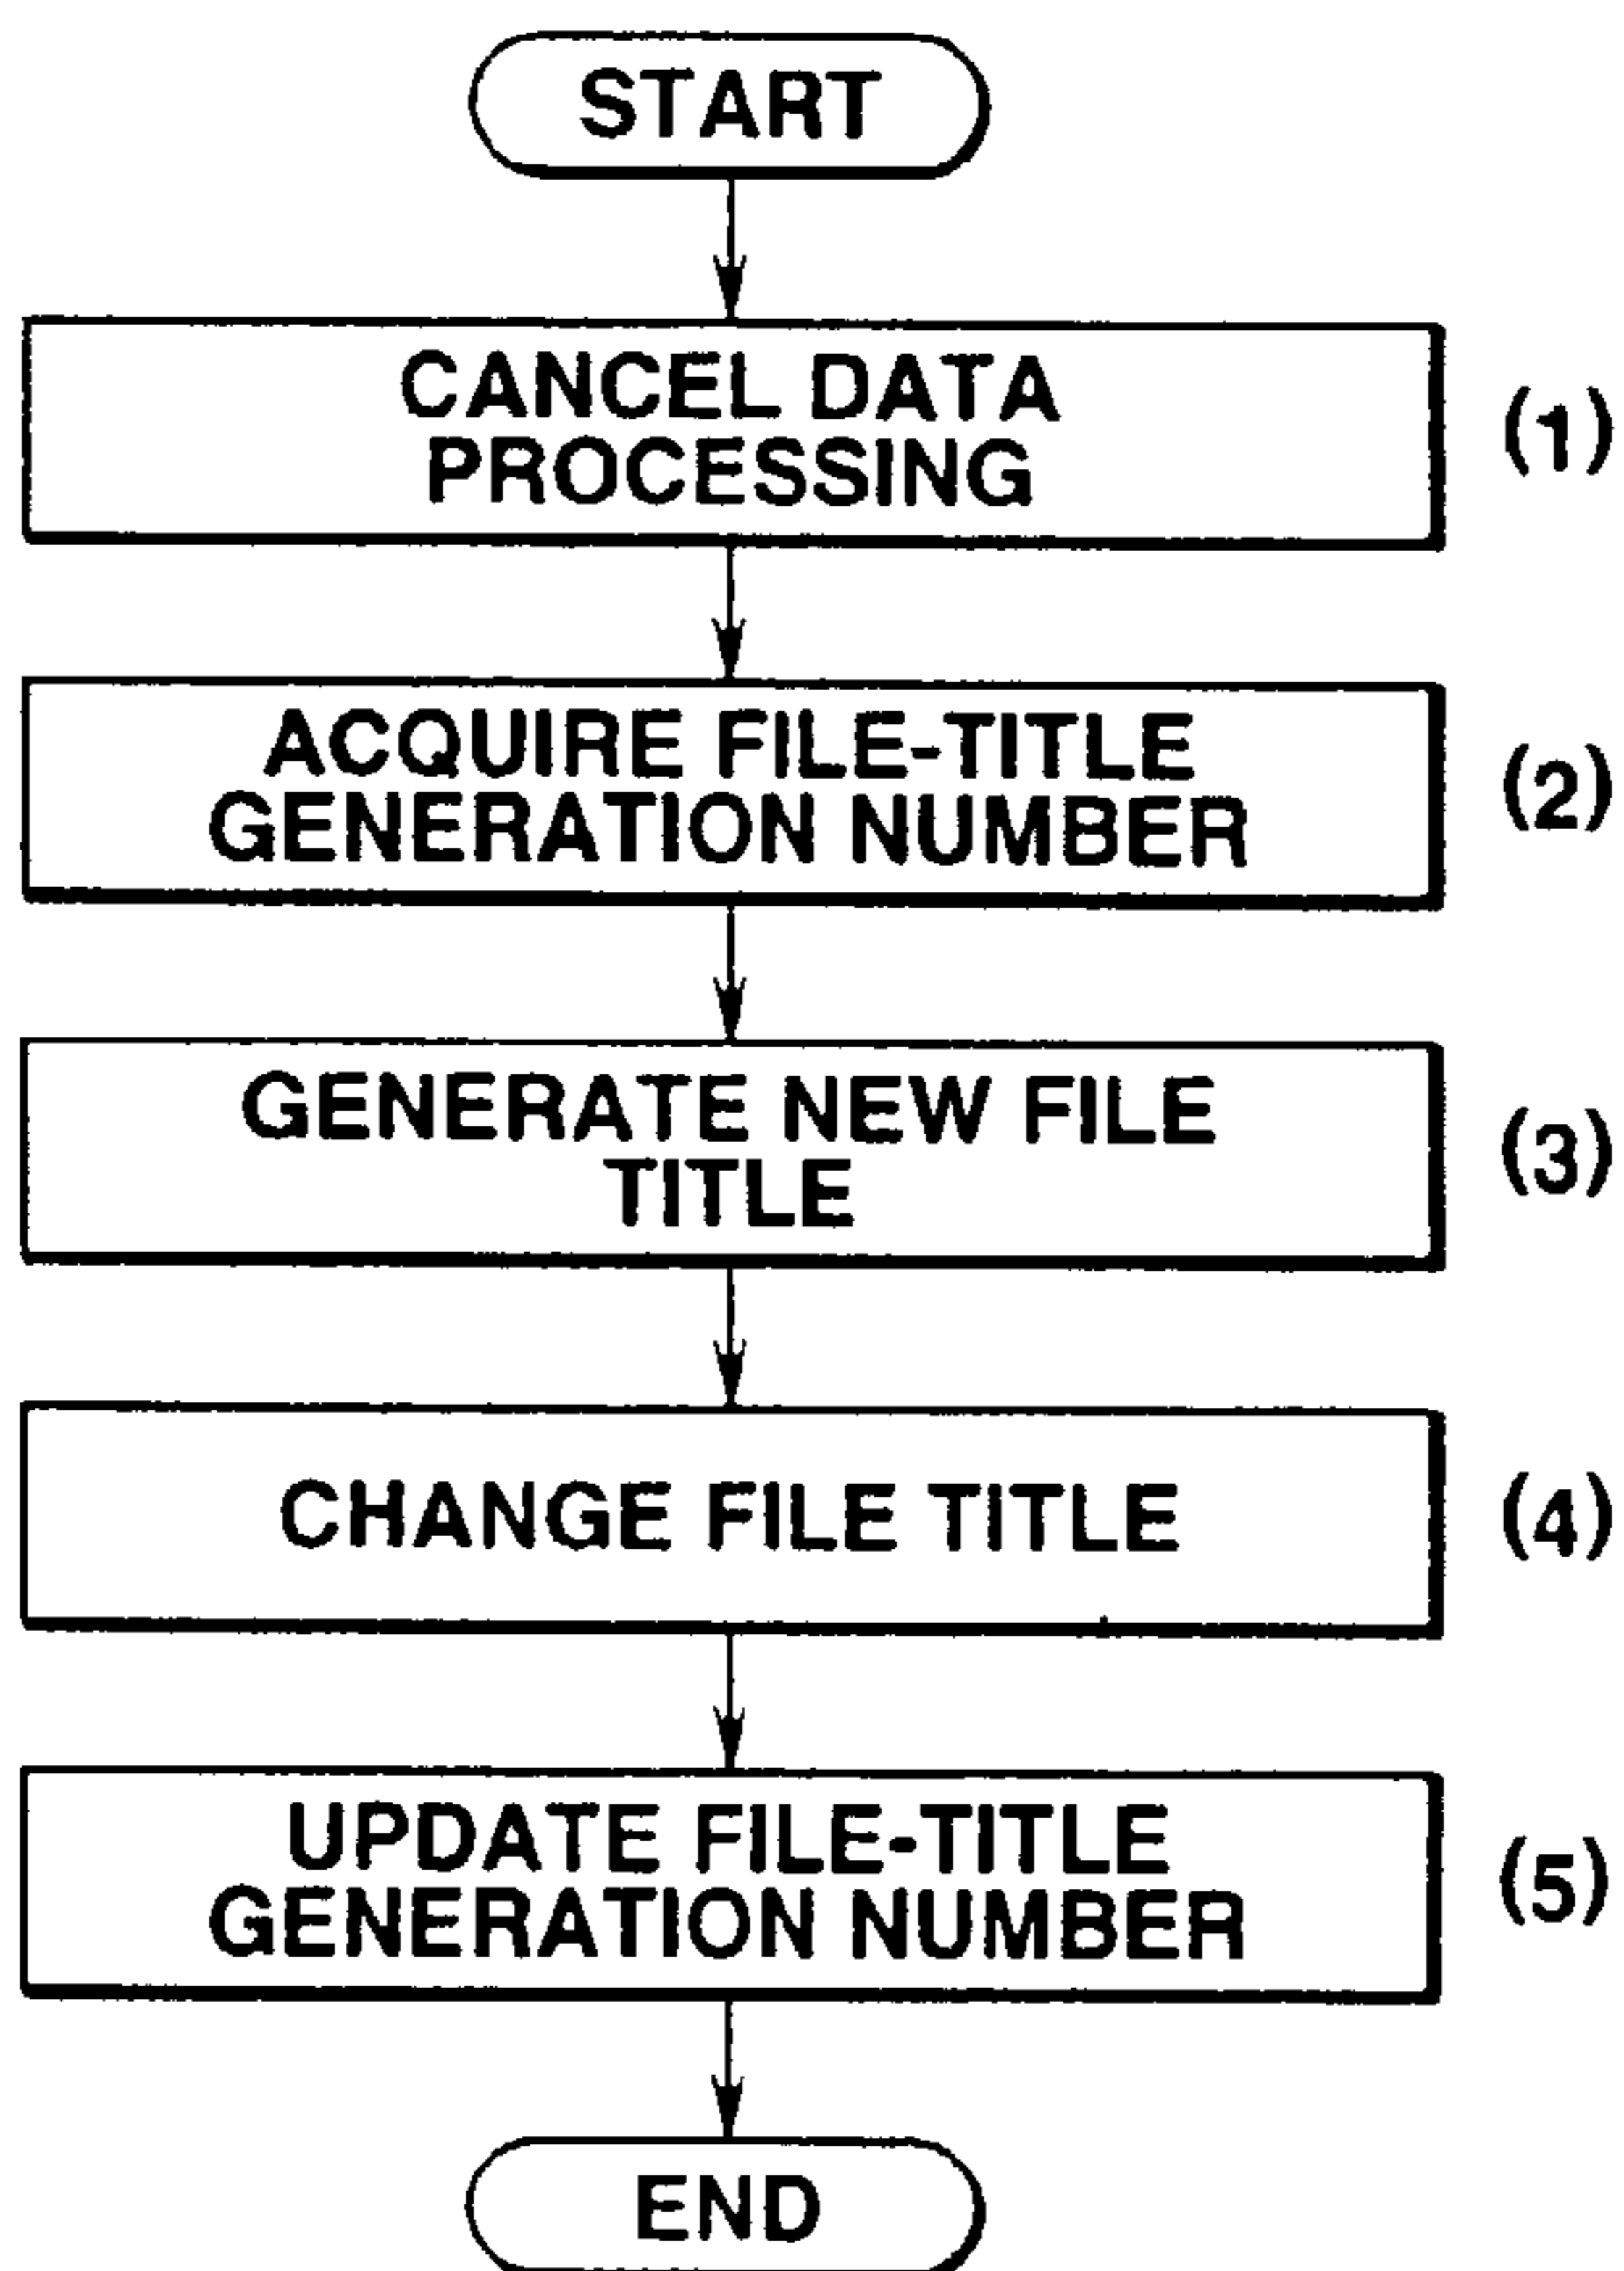 START
CANCEL DATA
PROCESSING
(1)
ACQUIRE FILE-TITLE
GENERATION NUMBER
(2)
GENERATE NEW FILE
TITLE
(3)
CHANGE FILE TITLE
(4)
UPDATE FILE-TITLE
GENERATION NUMBER
(5)
END